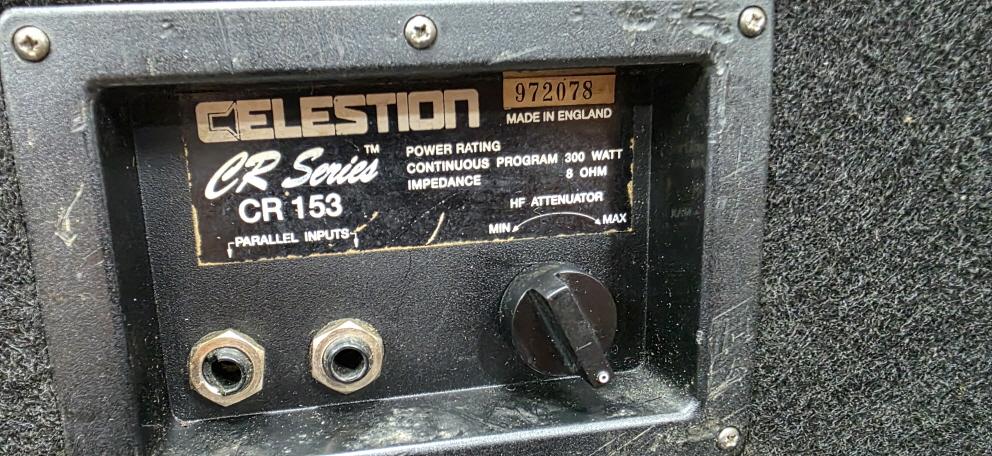 CELESTION
972078
MADE IN ENGLAND
CR Series™
CR 153
POWER RATING
CONTINUOUS PROGRAM 300 WATT
IMPEDANCE 8 OHM
HF ATTENUATOR
MIN MAX
PARALLEL INPUTS